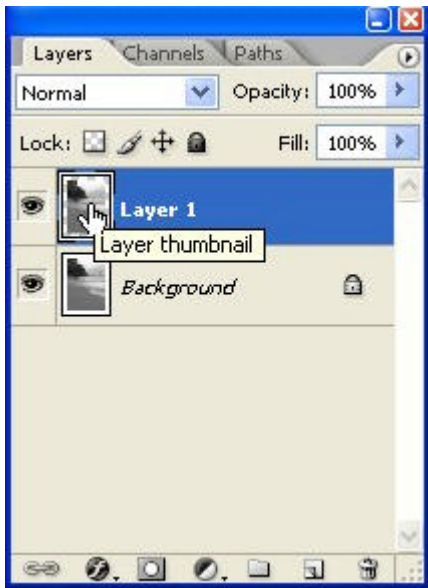 Layers Channels Paths
Normal Opacity: 100%
Lock: Fill: 100%
Layer 1
Layer thumbnail
Background